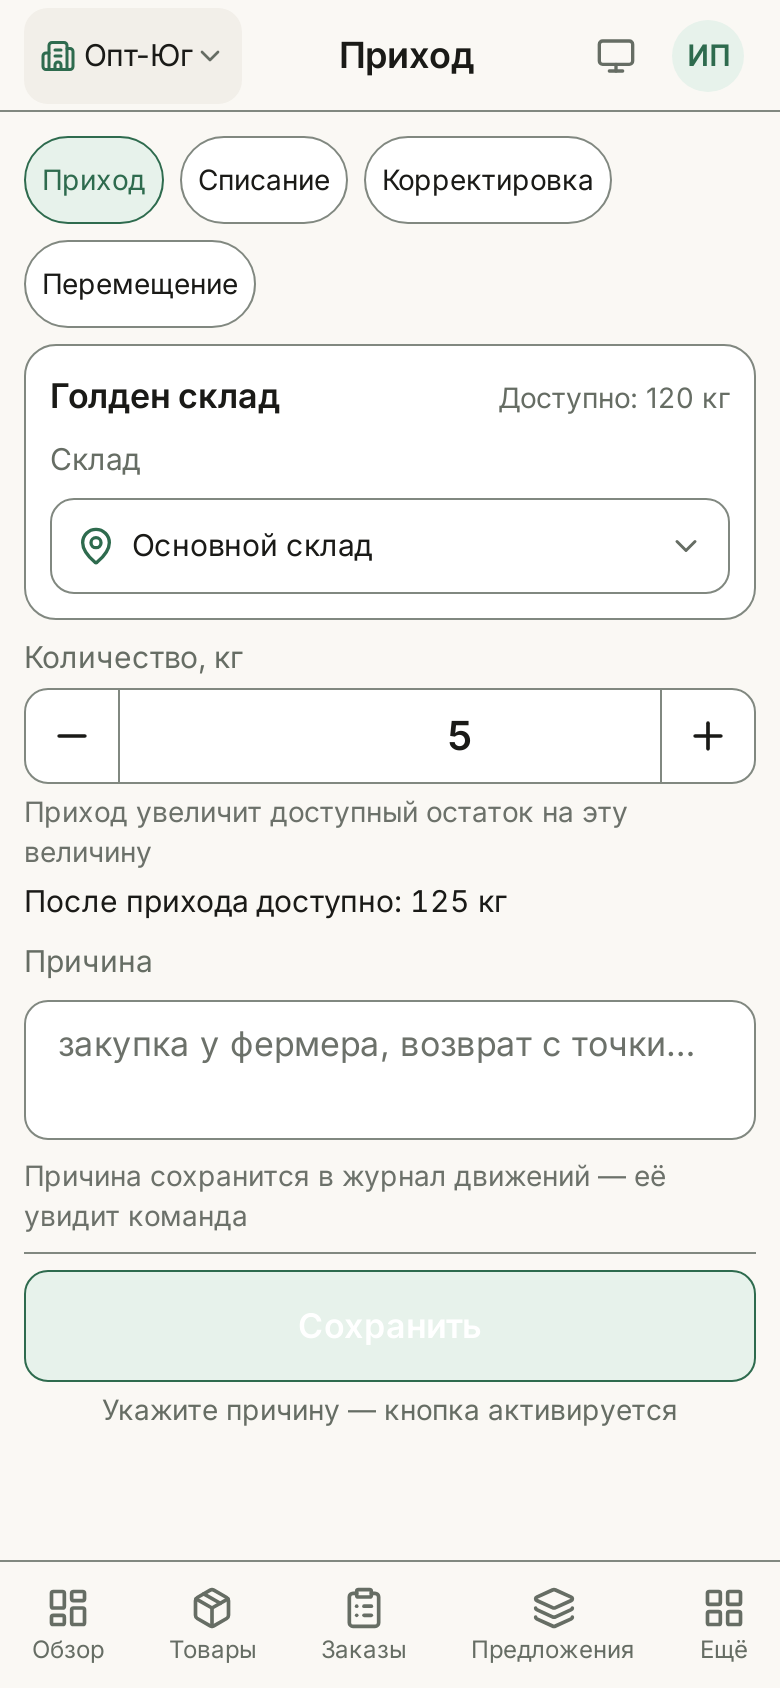 Опт-Юг
Приход
ИП
Приход
Списание
Корректировка
Перемещение
Голден склад
Доступно: 120 кг
Склад
Основной склад
Количество, кг
5
Приход увеличит доступный остаток на эту
величину
После прихода доступно: 125 кг
Причина
закупка у фермера, возврат с точки...
Причина сохранится в журнал движений — её
увидит команда
Сохранить
Укажите причину — кнопка активируется
Обзор
Товары
Заказы
Предложения
Ещё